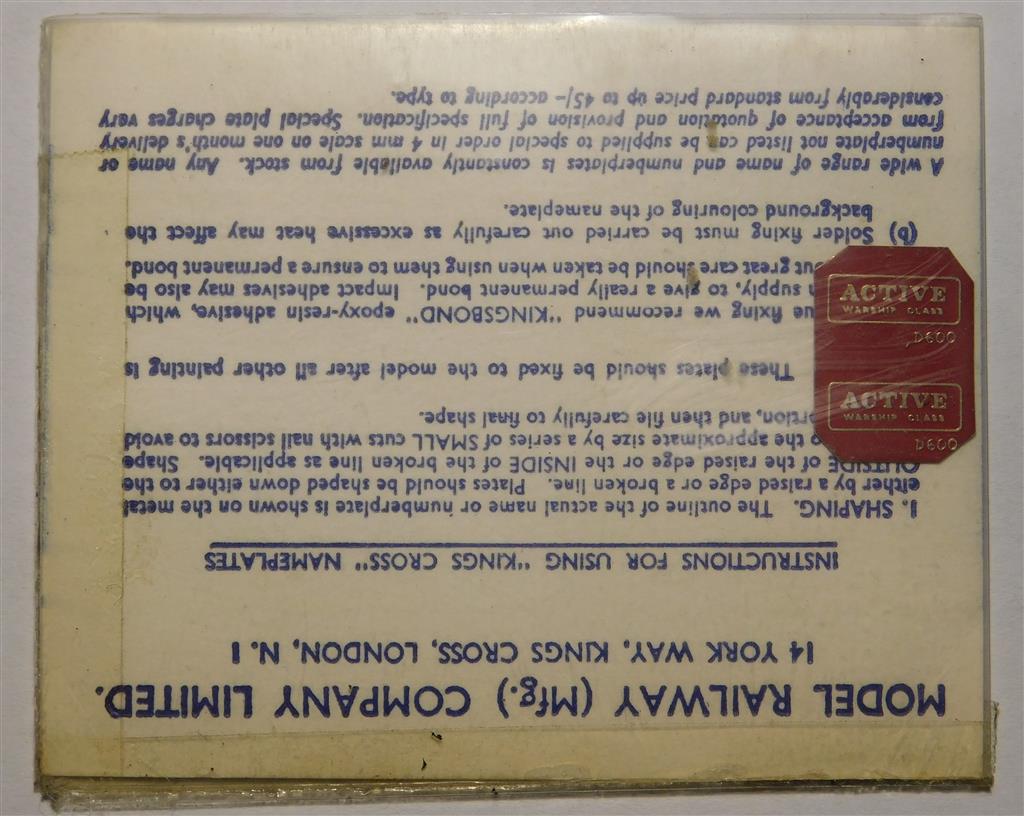 MODEL RAILWAY (Mfg.) COMPANY LIMITED.
14 YORK WAY, KINGS CROSS, LONDON, N. 1
INSTRUCTIONS FOR USING "KINGS CROSS" NAMEPLATES
1. SHAPING. The outline of the actual name or numberplate is shown on the metal
either by a raised edge or a broken line. Plates should be shaped down either to the
OUTSIDE of the raised edge or the INSIDE of the broken line as applicable. Shape
to the approximate size by a series of SMALL cuts with nail scissors to avoid
and then file carefully to final shape.
These plates should be fixed to the model after all other painting is
fixing we recommend "KINGSBOND" epoxy-resin adhesive, which
supply, to give a really permanent bond. Impact adhesives may also be
great care should be taken when using them to ensure a permanent bond.
(b) Solder fixing must be carried out carefully as excessive heat may affect the
background colouring of the nameplate.
A wide range of name and numberplates is constantly available from stock. Any name or
numberplate not listed can be supplied to special order in 4 mm scale on one month's delivery
from acceptance of quotation and provision of full specification. Special plate charges vary
considerably from standard price up to 45/- according to type.
ACTIVE
WARSHIP CLASS
D600
ACTIVE
WARSHIP CLASS
D600